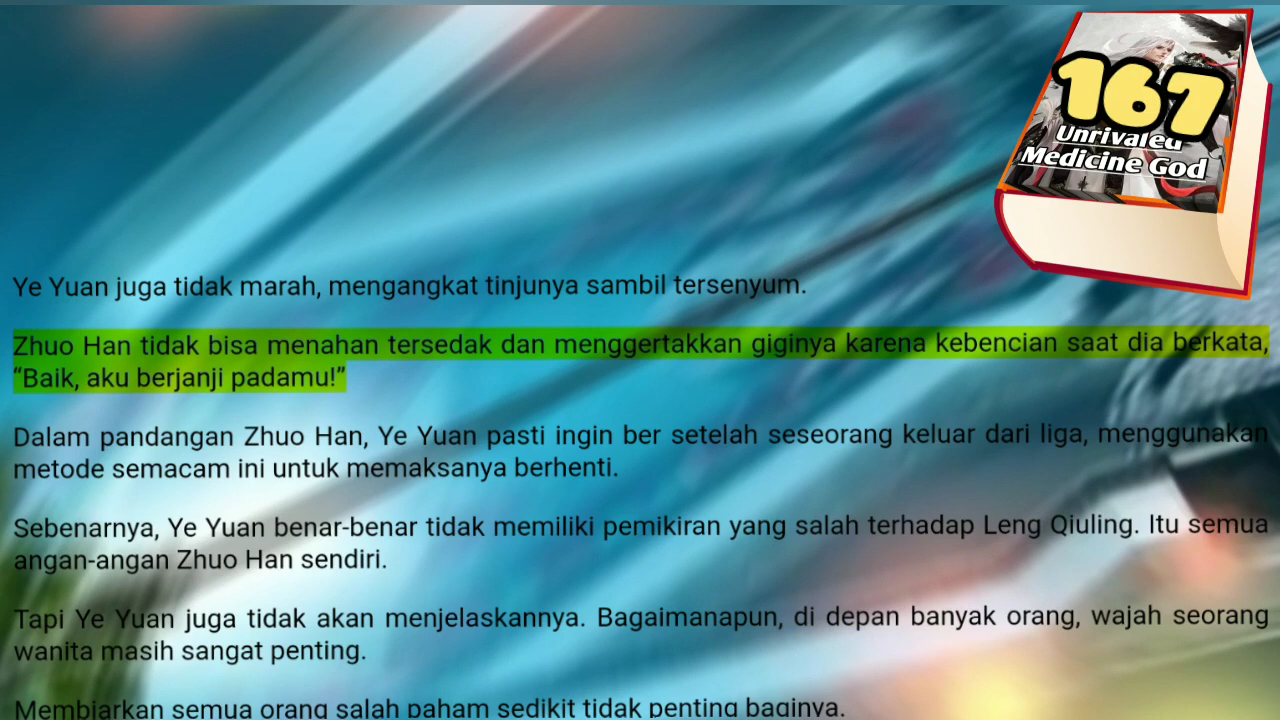 167
Unrivaled
Medicine God
Ye Yuan juga tidak marah, mengangkat tinjunya sambil tersenyum.
Zhuo Han tidak bisa menahan tersedak dan menggertakkan giginya karena kebencian saat dia berkata,
“Baik, aku berjanji padamu!”
Dalam pandangan Zhuo Han, Ye Yuan pasti ingin ber setelah seseorang keluar dari liga, menggunakan
metode semacam ini untuk memaksanya berhenti.
Sebenarnya, Ye Yuan benar-benar tidak memiliki pemikiran yang salah terhadap Leng Qiuling. Itu semua
angan-angan Zhuo Han sendiri.
Tapi Ye Yuan juga tidak akan menjelaskannya. Bagaimanapun, di depan banyak orang, wajah seorang
wanita masih sangat penting.
Membiarkan semua orang salah paham sedikit tidak penting baginya.